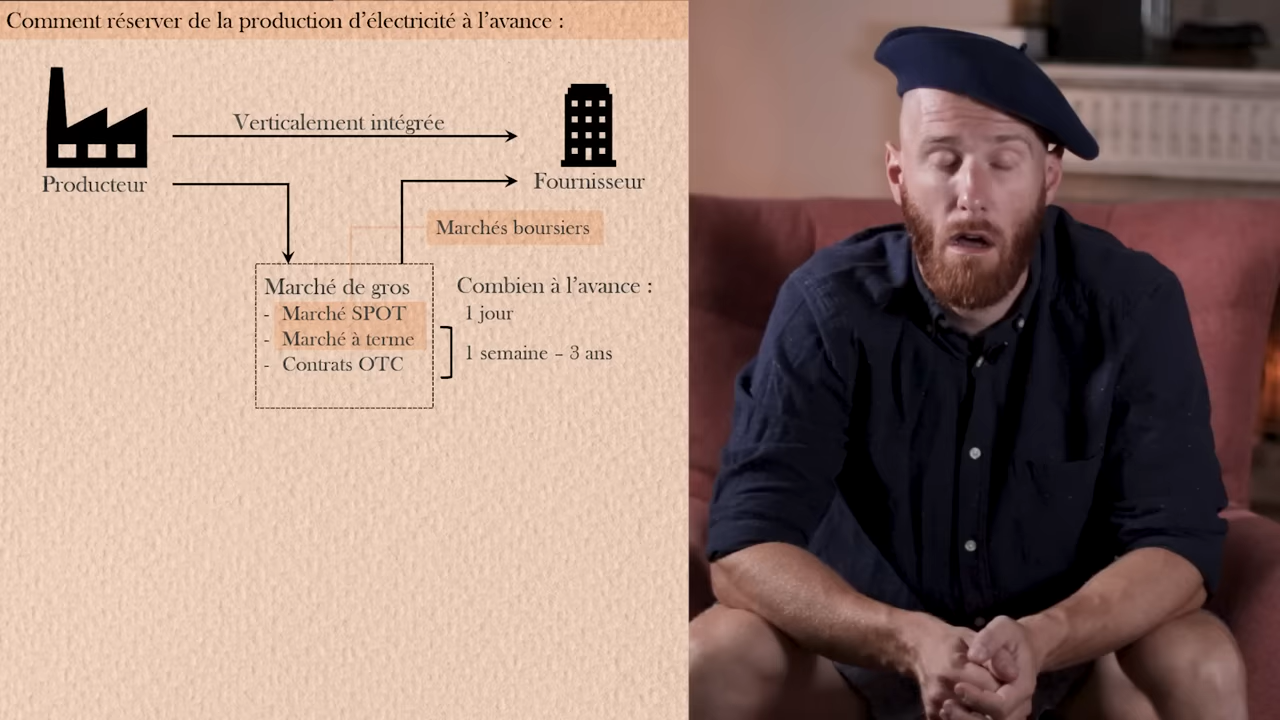 Comment réserver de la production d’électricité à l’avance :
Verticalement intégrée
Producteur
Fournisseur
Marchés boursiers
Marché de gros
- Marché SPOT
- Marché à terme
- Contrats OTC
Combien à l’avance :
1 jour
1 semaine – 3 ans